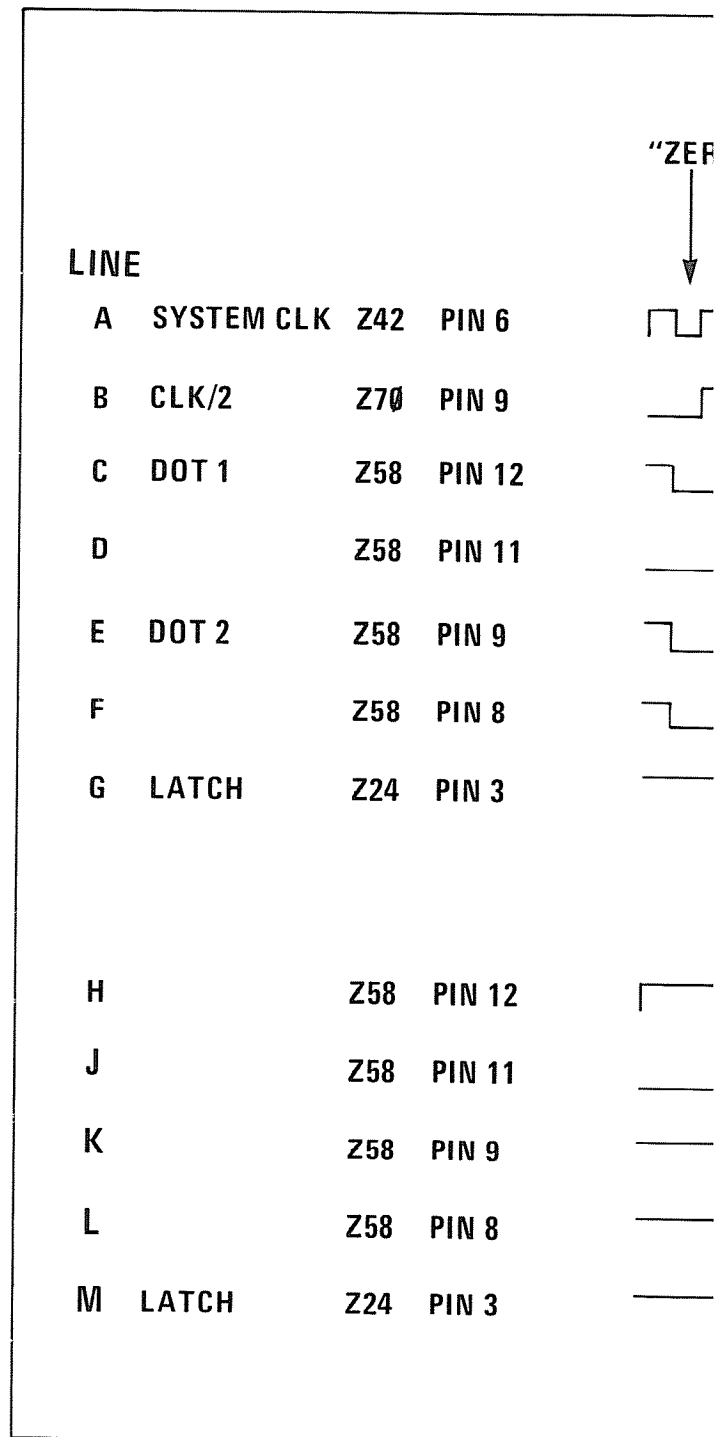 "ZER
LINE
A SYSTEM CLK Z42 PIN 6
B CLK/2 Z7Ø PIN 9
C DOT 1 Z58 PIN 12
D Z58 PIN 11
E DOT 2 Z58 PIN 9
F Z58 PIN 8
G LATCH Z24 PIN 3
H Z58 PIN 12
J Z58 PIN 11
K Z58 PIN 9
L Z58 PIN 8
M LATCH Z24 PIN 3